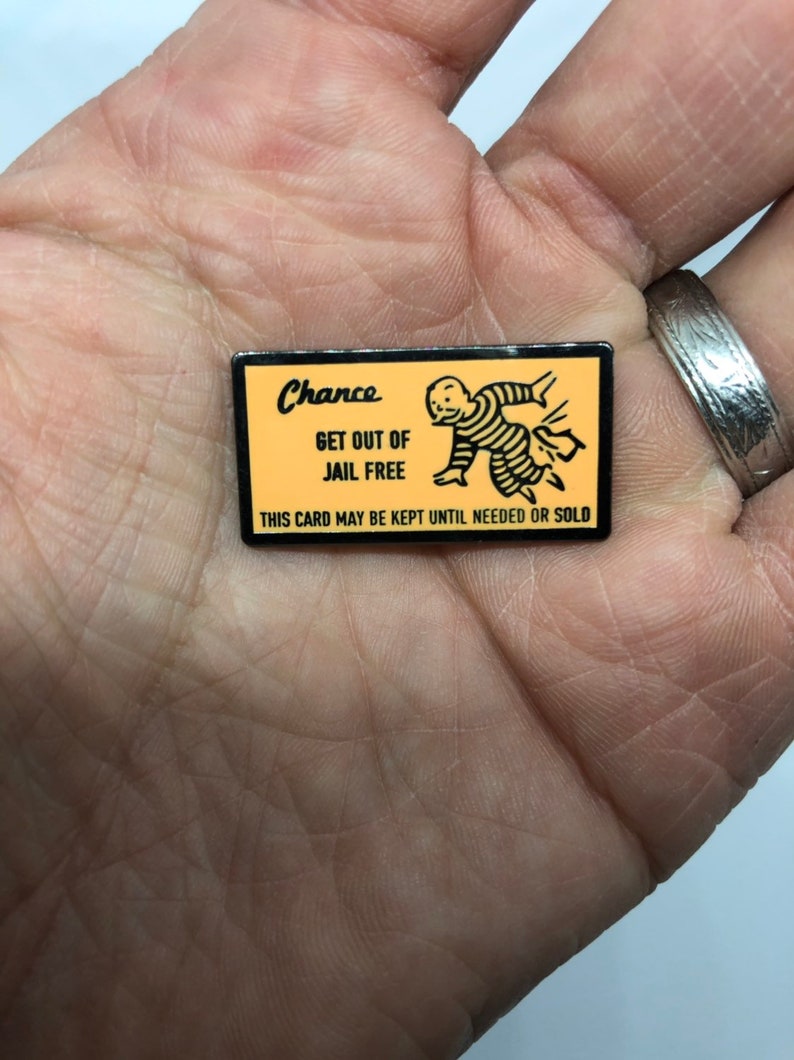 Chance
GET OUT OF
JAIL FREE
THIS CARD MAY BE KEPT UNTIL NEEDED OR SOLD